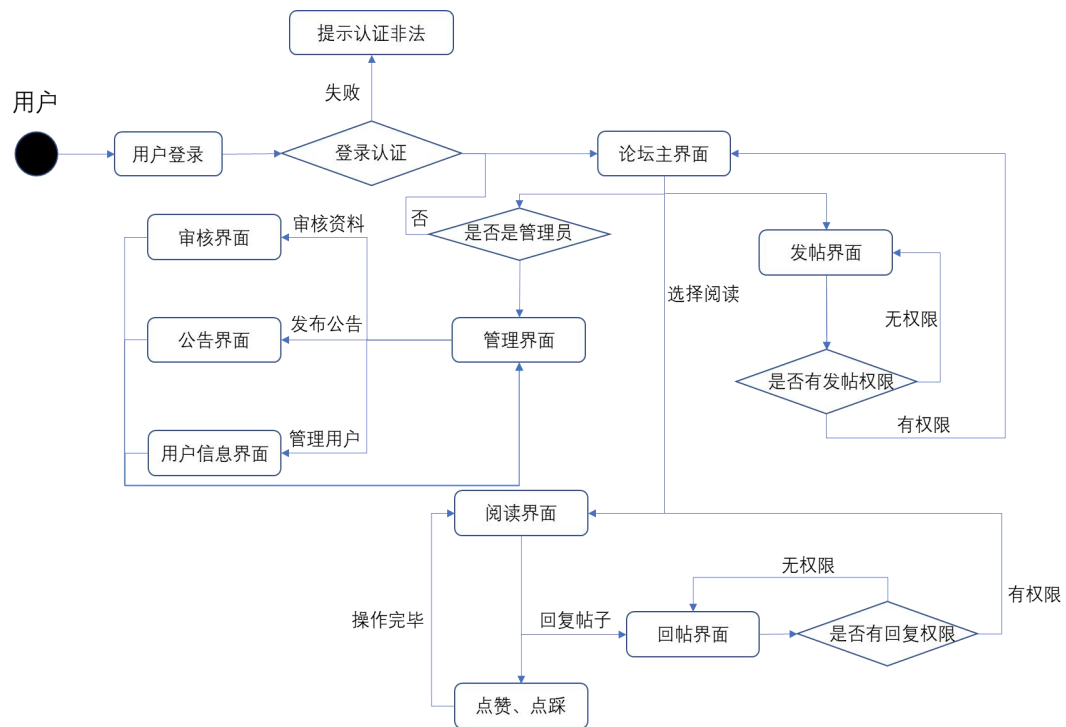 提示认证非法
失败
用户
用户登录
登录认证
论坛主界面
否
是否是管理员
审核界面
审核资料
发帖界面
选择阅读
无权限
公告界面
发布公告
管理界面
是否有发帖权限
有权限
用户信息界面
管理用户
阅读界面
无权限
有权限
操作完毕
回复帖子
回帖界面
是否有回复权限
点赞、点踩